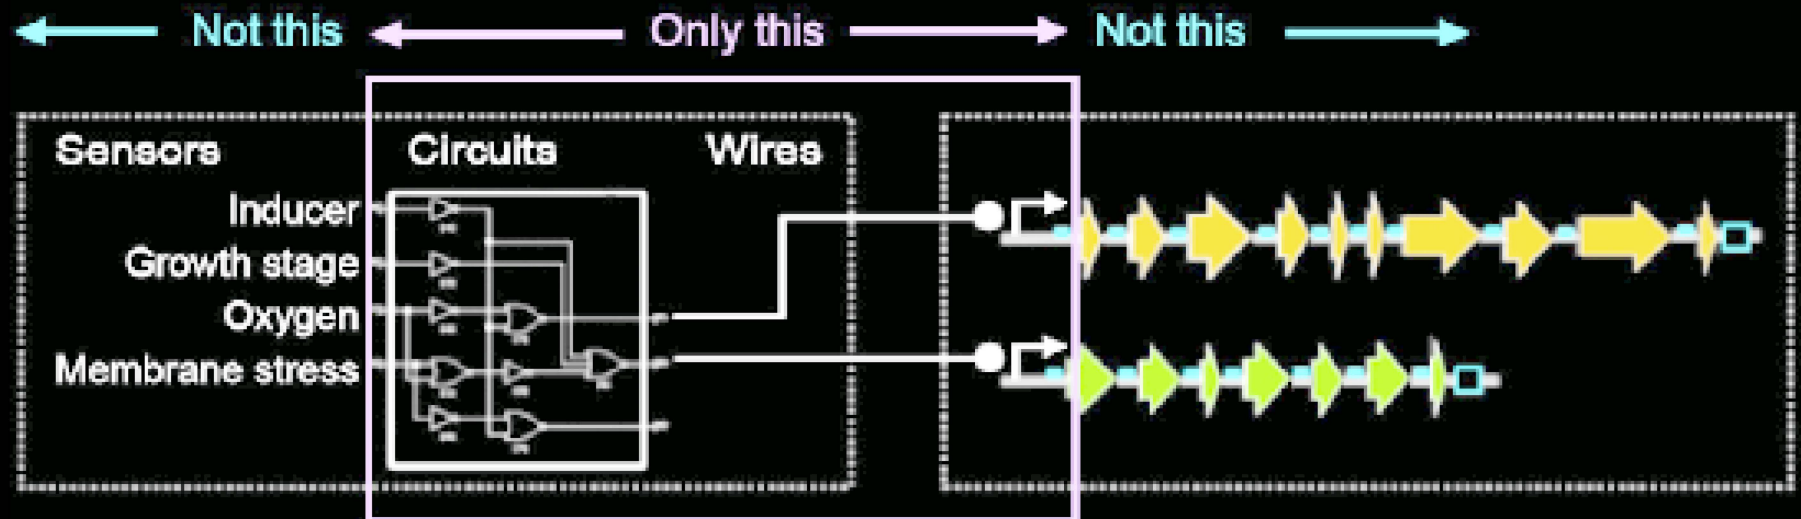 Not this
Only this
Not this
Sensors
Circuits
Wires
Inducer
Growth stage
Oxygen
Membrane stress